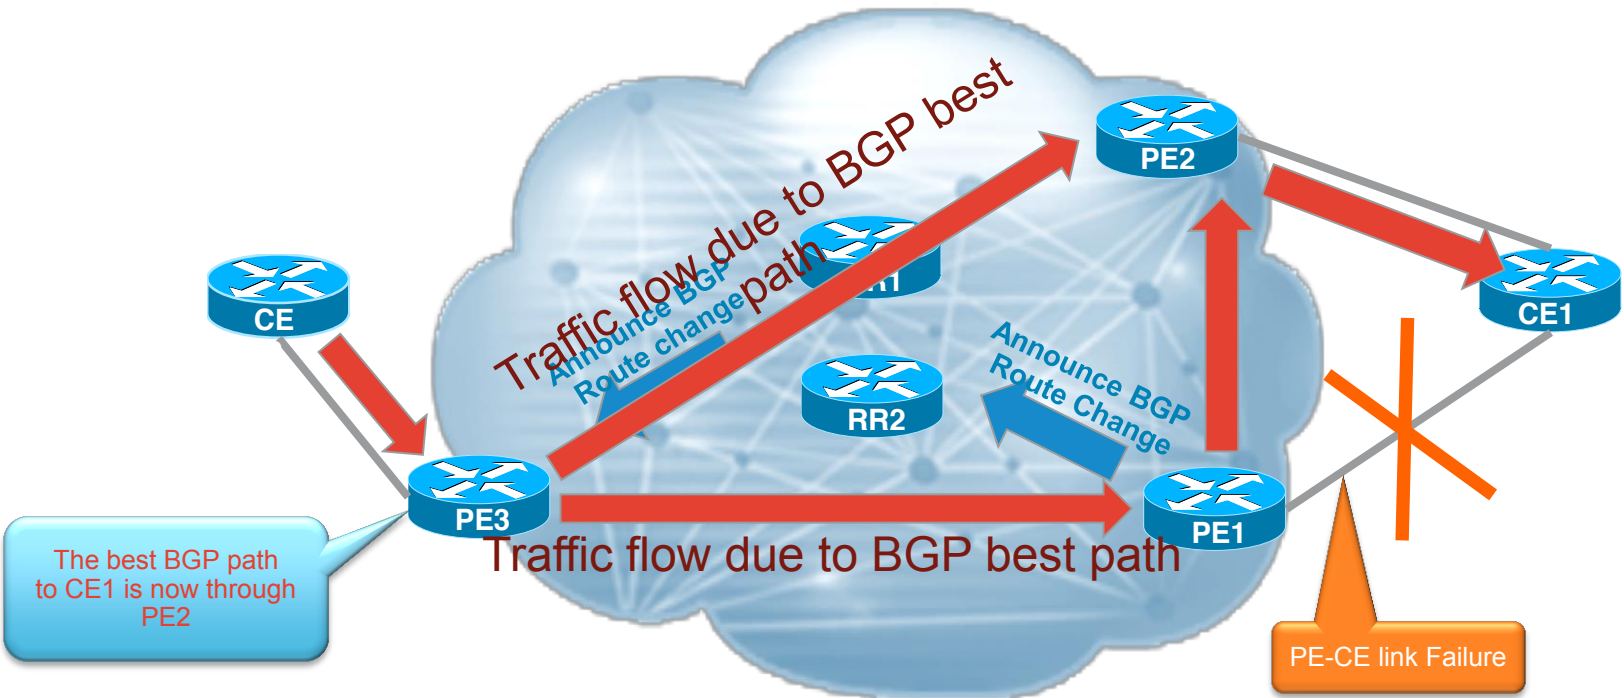 Traffic flow due to BGP best
path
PE2
Announce BGP
Route change
R1
CE
CE1
Announce BGP
Route Change
RR2
PE3
PE1
Traffic flow due to BGP best path
The best BGP path
to CE1 is now through
PE2
PE-CE link Failure